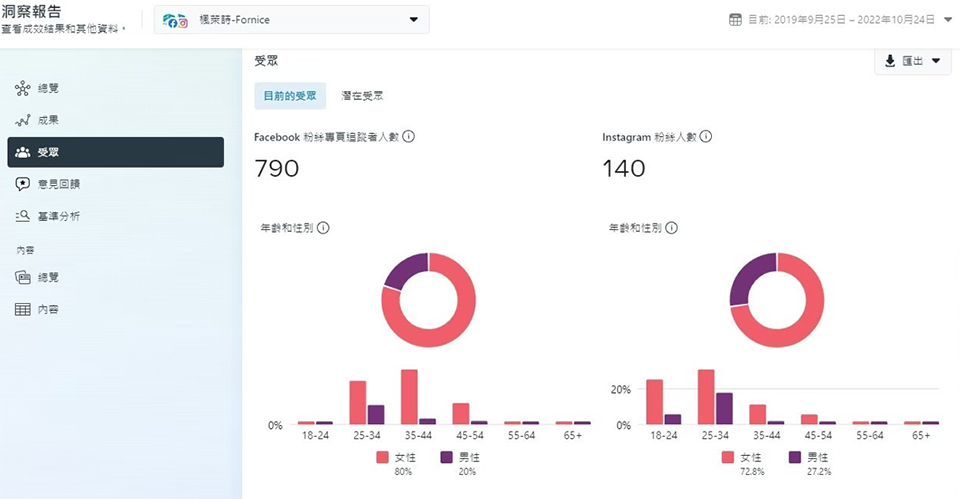 洞察報告
查看成效結果和其他資料。
楓萊時-Fornice
目前: 2019年9月25日 – 2022年10月24日
總覽
成果
受眾
意見回饋
基準分析
內容
總覽
內容
受眾
匯出
目前的受眾
潛在受眾
Facebook 粉絲專頁追蹤者人數
790
年齡和性別
0%
18-24 25-34 35-44 45-54 55-64 65+
女性 男性
80% 20%
Instagram 粉絲人數
140
年齡和性別
20%
0%
18-24 25-34 35-44 45-54 55-64 65+
女性 男性
72.8% 27.2%